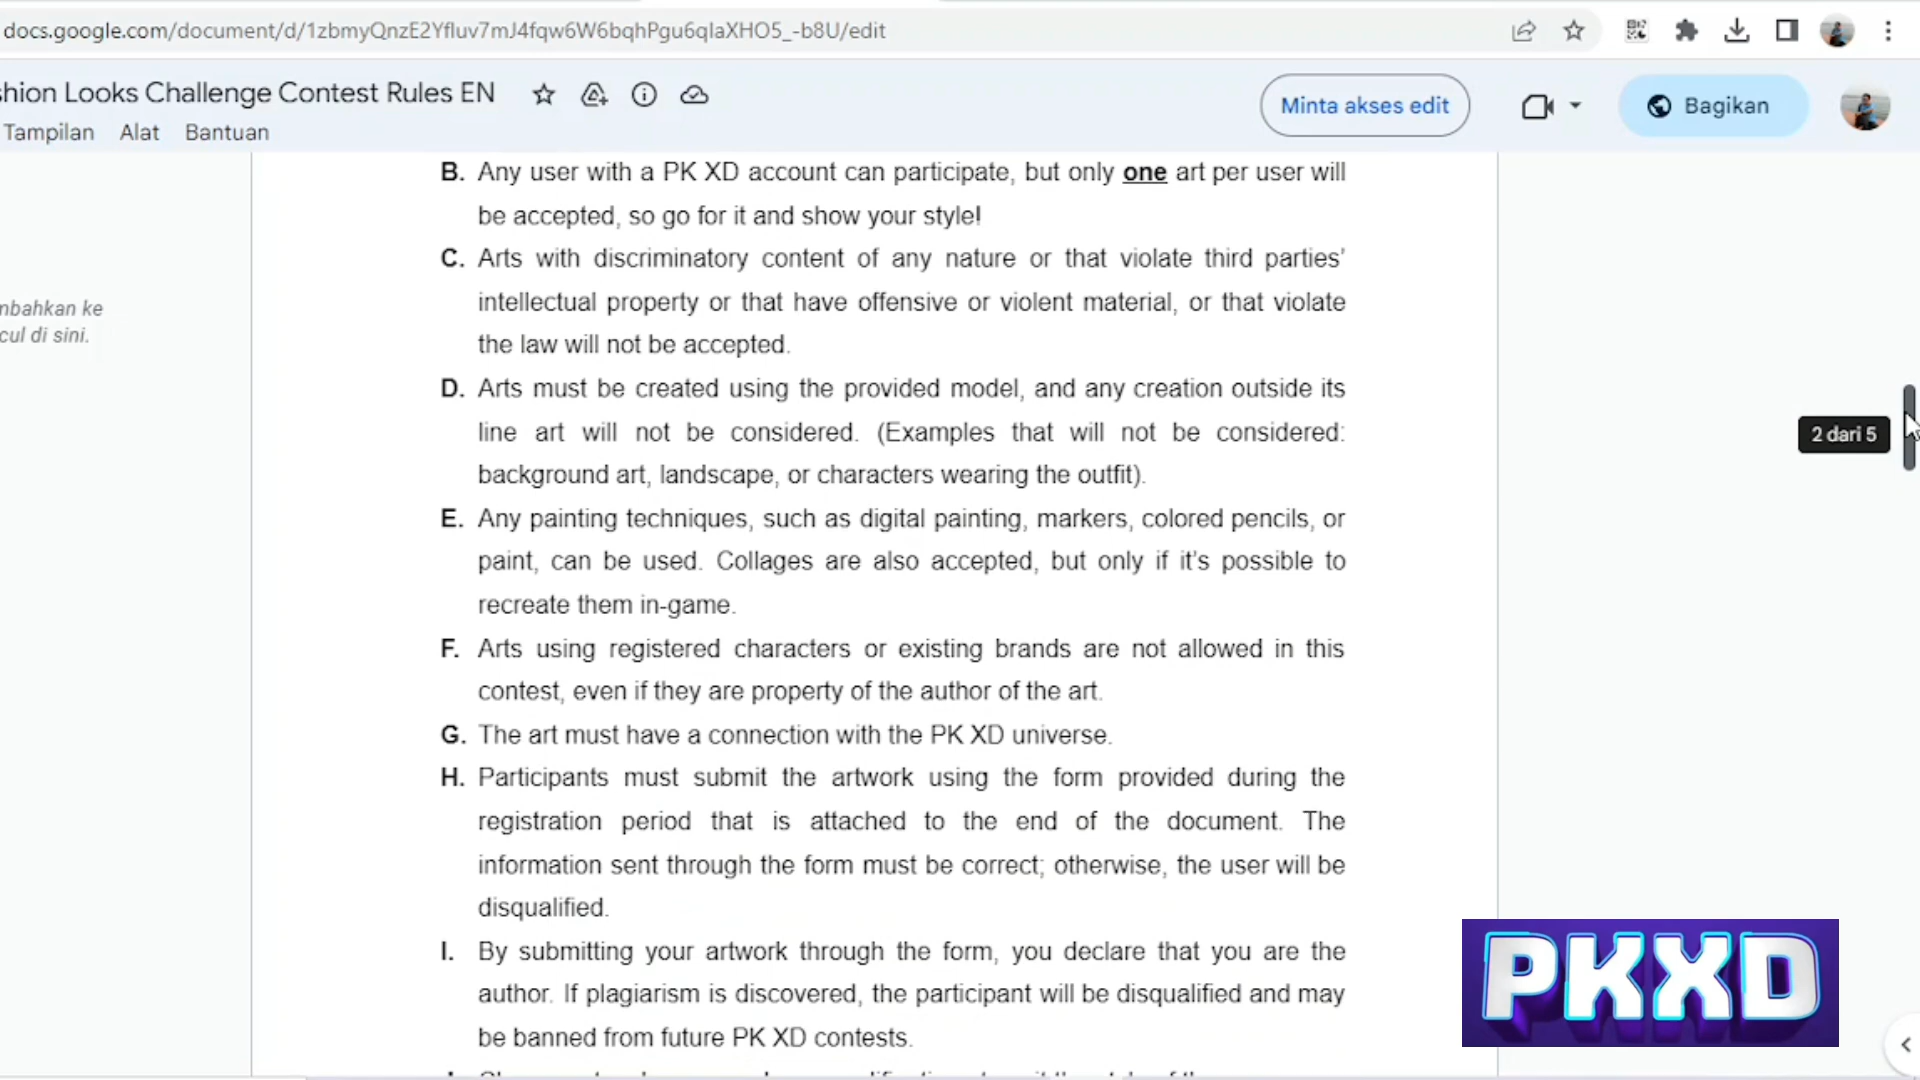 docs.google.com/document/d/1zbmyQnzE2Yfluv7mJ4fqw6W6bqhPgu6qlaXHO5_-b8U/edit
shion Looks Challenge Contest Rules EN
Minta akses edit
Bagikan
Tampilan Alat Bantuan
B. Any user with a PK XD account can participate, but only one art per user will
be accepted, so go for it and show your style!
C. Arts with discriminatory content of any nature or that violate third parties'
intellectual property or that have offensive or violent material, or that violate
the law will not be accepted.
mbahkan ke
cul di sini.
D. Arts must be created using the provided model, and any creation outside its
line art will not be considered. (Examples that will not be considered:
background art, landscape, or characters wearing the outfit).
2 dari 5
E. Any painting techniques, such as digital painting, markers, colored pencils, or
paint, can be used. Collages are also accepted, but only if it's possible to
recreate them in-game.
F. Arts using registered characters or existing brands are not allowed in this
contest, even if they are property of the author of the art.
G. The art must have a connection with the PK XD universe.
H. Participants must submit the artwork using the form provided during the
registration period that is attached to the end of the document. The
information sent through the form must be correct; otherwise, the user will be
disqualified.
I. By submitting your artwork through the form, you declare that you are the
author. If plagiarism is discovered, the participant will be disqualified and may
be banned from future PK XD contests.
PKXD